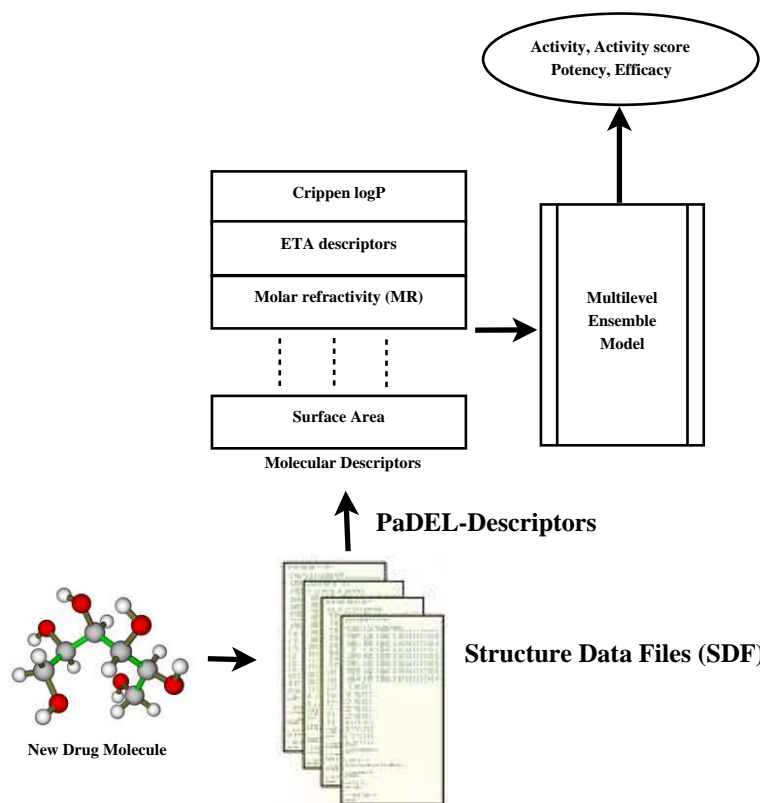 Activity, Activity score
Potency, Efficacy
Crippen logP
ETA descriptors
Molar refractivity (MR)
Multilevel
Ensemble
Model
Surface Area
Molecular Descriptors
PaDEL-Descriptors
Structure Data Files (SDF)
New Drug Molecule